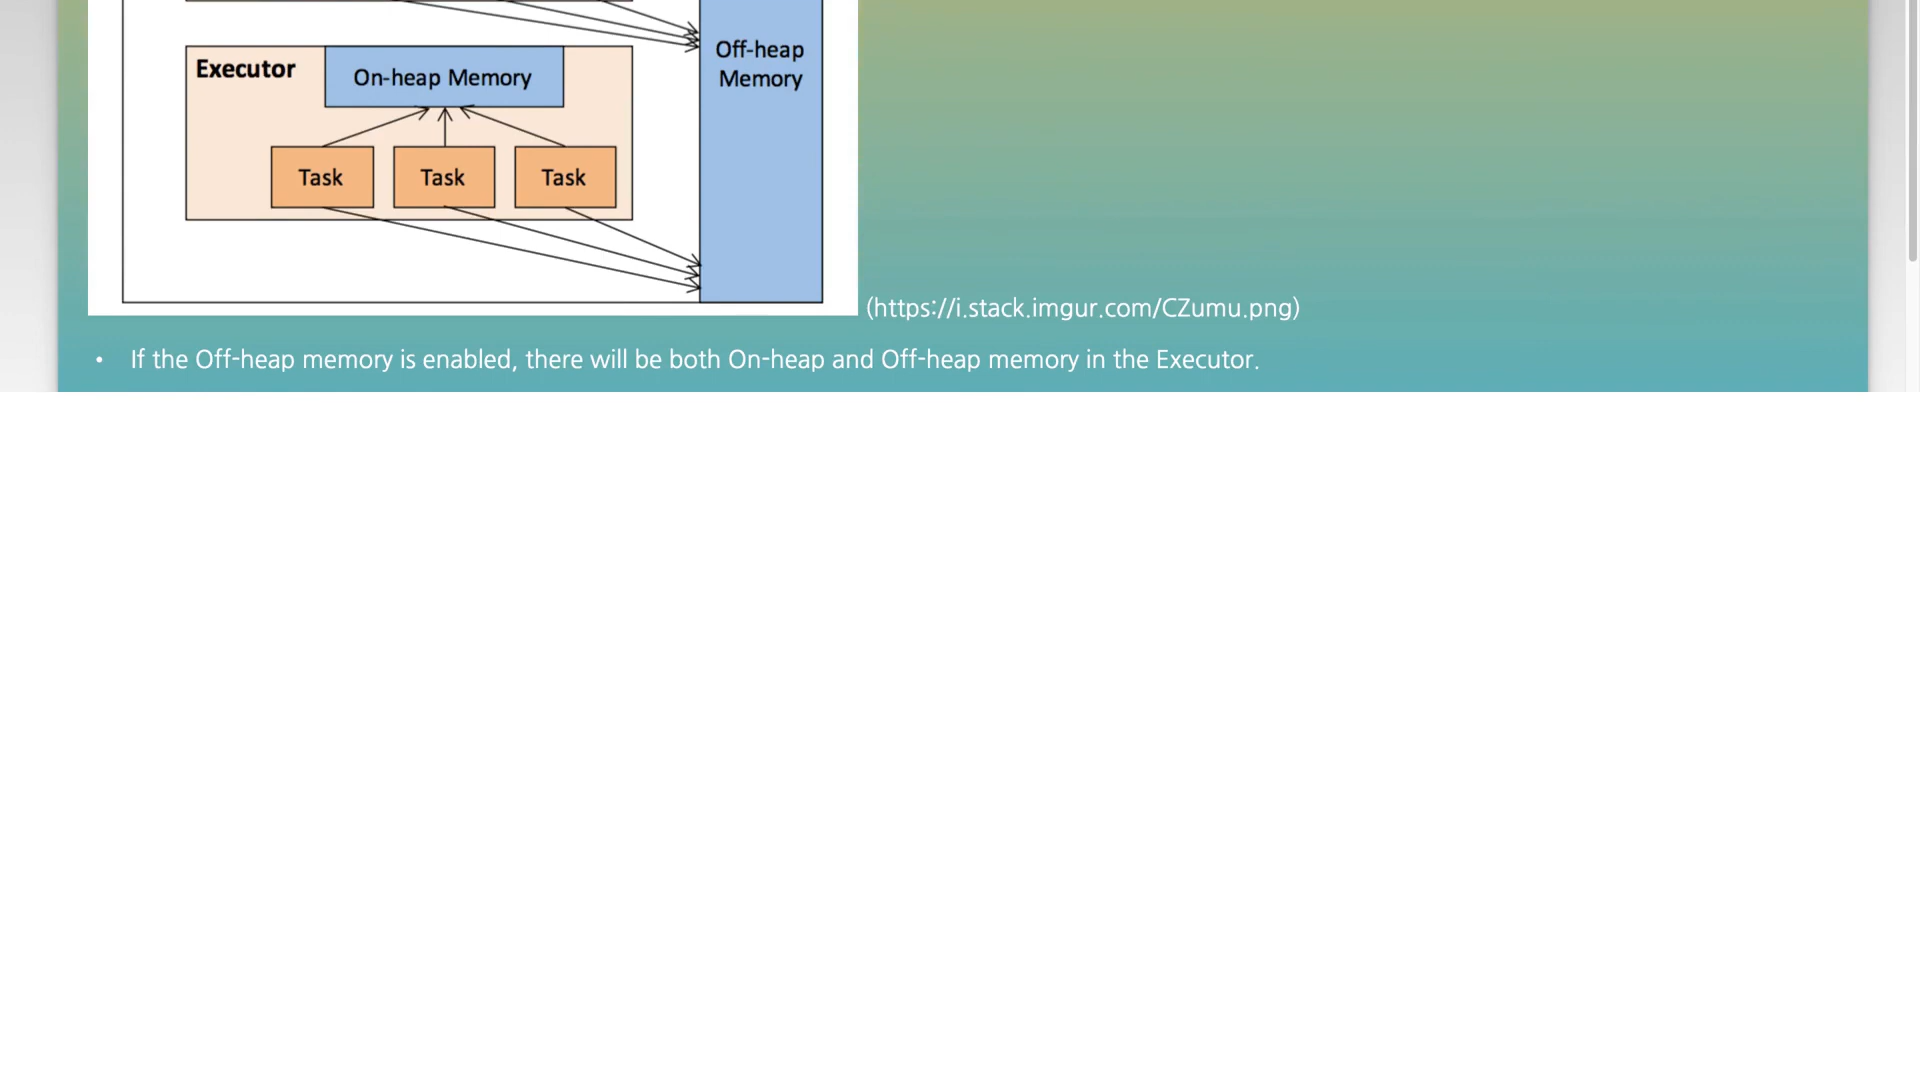 Off-heap
Memory
Executor
On-heap Memory
Task
Task
Task
(https://i.stack.imgur.com/CZumu.png)
• If the Off-heap memory is enabled, there will be both On-heap and Off-heap memory in the Executor.